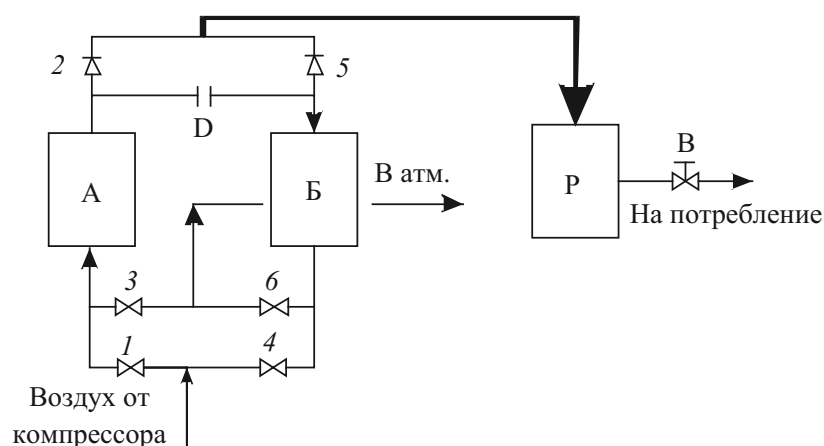 2
5
D
А
Б
В атм.
Р
В
На потребление
3
6
1
4
Воздух от
компрессора